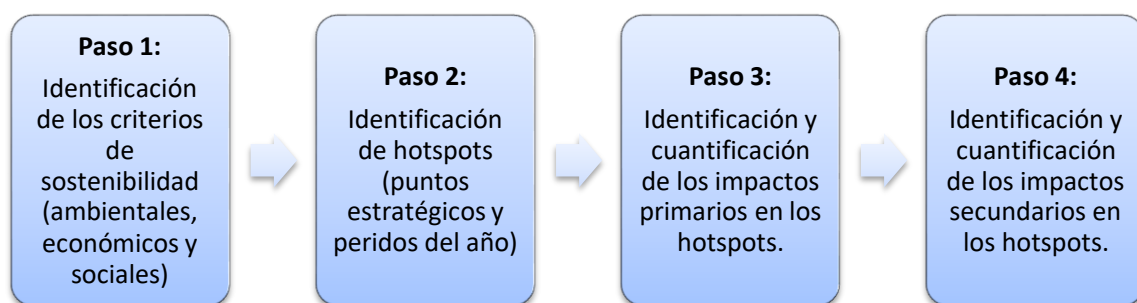 Paso 1:
Identificación
de los criterios
de
sostenibilidad
(ambientales,
económicos y
sociales)
Paso 2:
Identificación
de hotspots
(puntos
estratégicos y
peridos del año)
Paso 3:
Identificación y
cuantificación
de los impactos
primarios en los
hotspots.
Paso 4:
Identificación y
cuantificación
de los impactos
secundarios en
los hotspots.